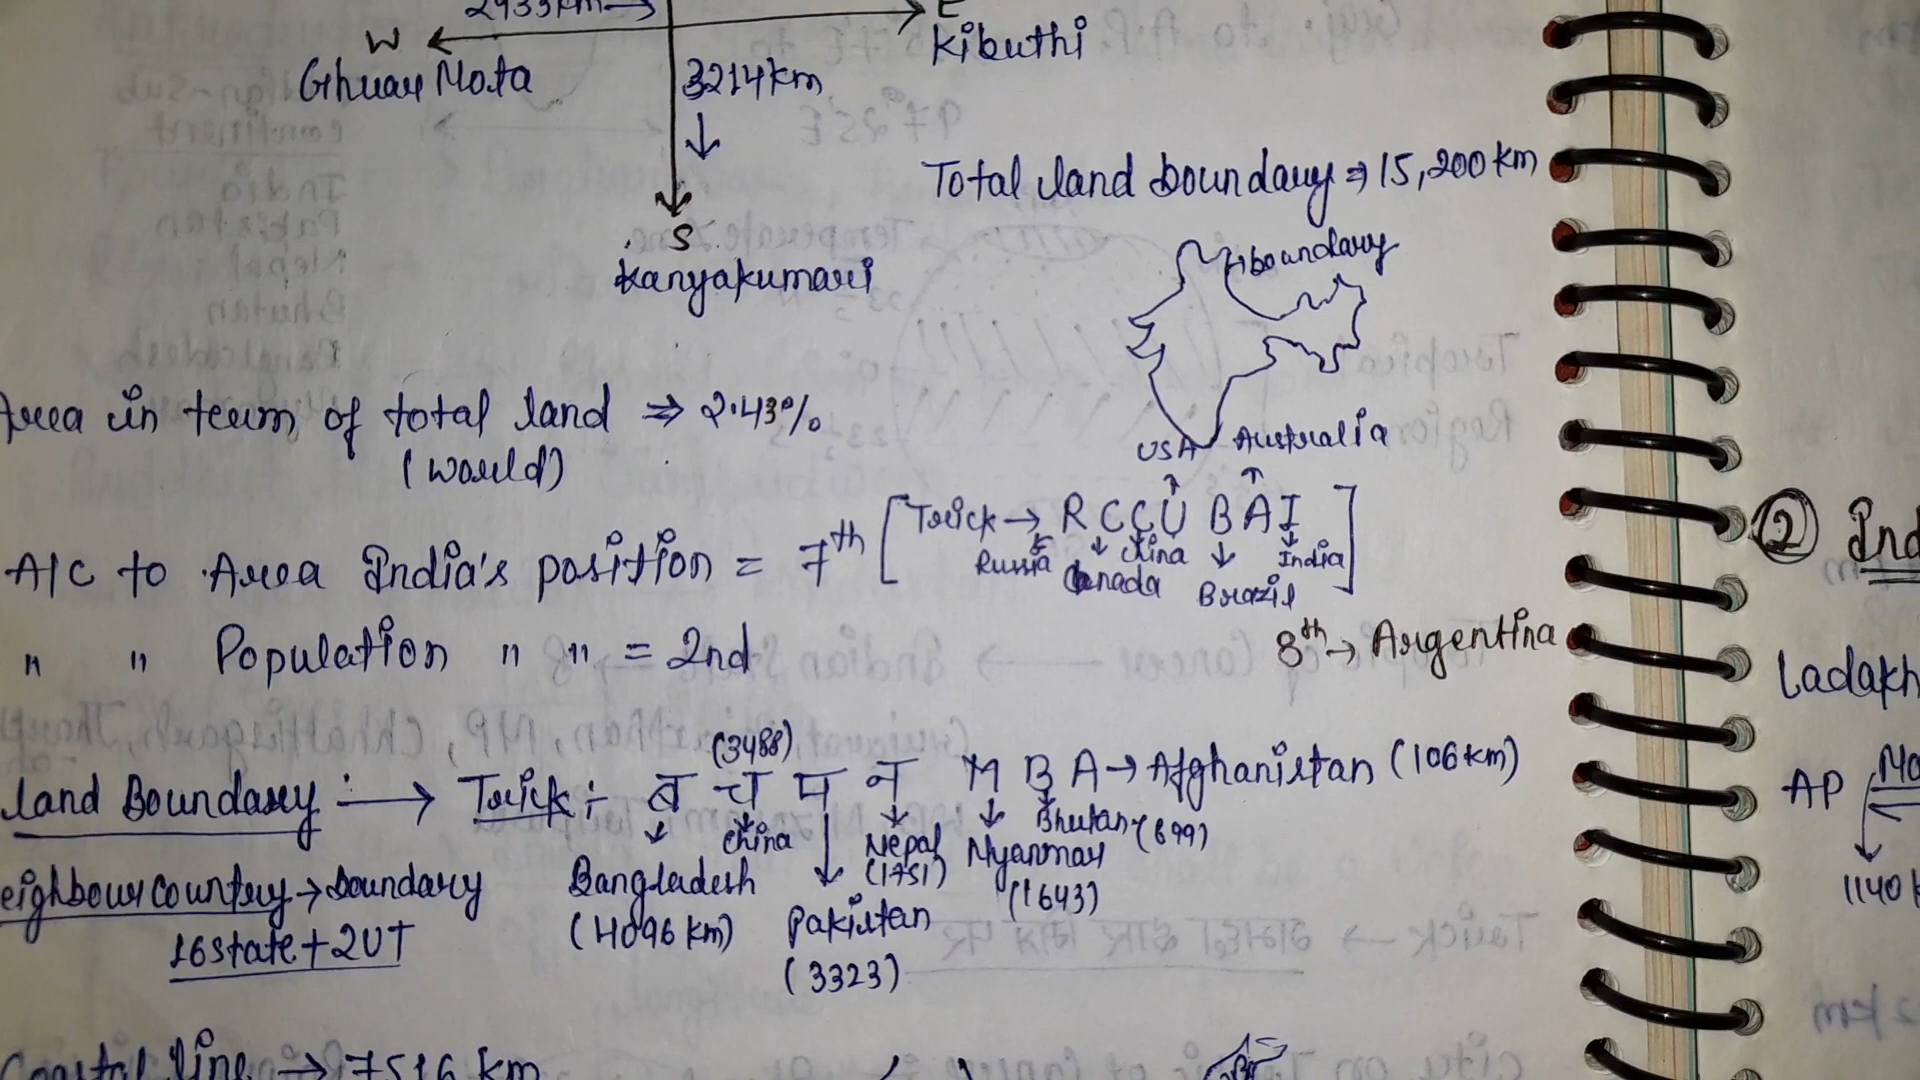 2933km→
W
E
Ghuar Mota
Kibuthi
3214km
Total land boundary ⇒ 15,200 km
S
Kanyakumari
boundary
Area in term of total land ⇒ 2.43%
(world)
USA Australia
A/C to Area India's position = 7th [Trick → R C C U B A I]
Russia Canada China Brazil India
" " Population " " = 2nd
8th → Argentina
(3488)
land Boundary :→ Trick :- ब च प न M B A → Afghanistan (106 km)
China Nepal Myanmar Bhutan (699)
(1751) (1643)
eighbour country → boundary Bangladesh
16 state + 2UT (4096 km) Pakistan
(3323)
Coastal line → 7516 km
② Ind
Ladakh
AP
1140 k